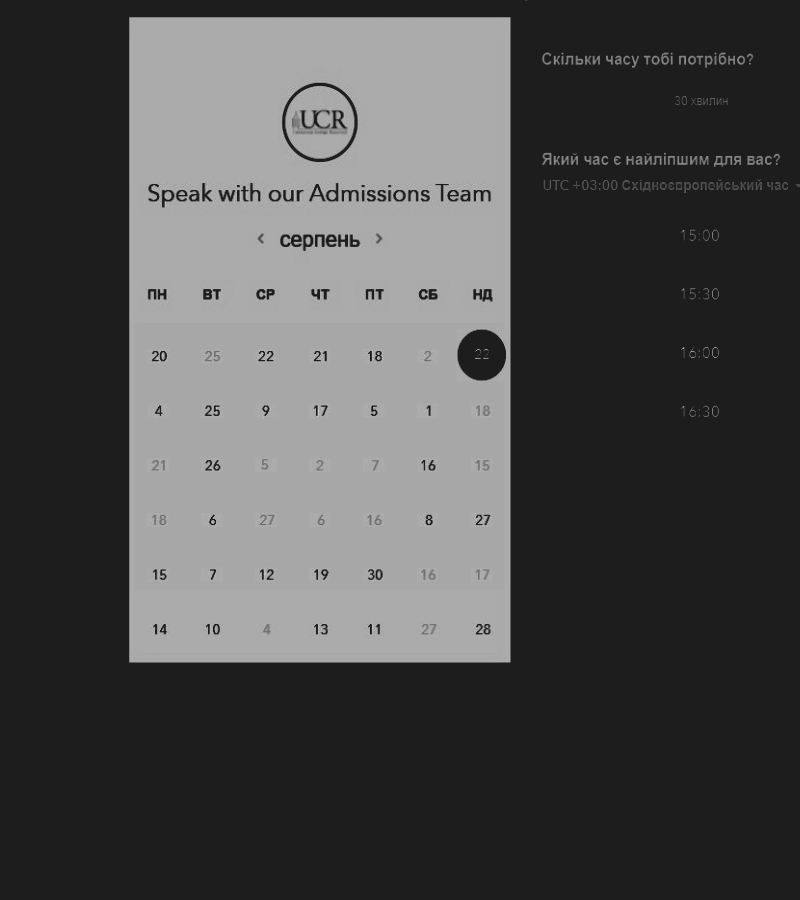 UCR
Speak with our Admissions Team
серпень
ПН ВТ СР ЧТ ПТ СБ НД
20 25 22 21 18 2 22
4 25 9 17 5 1 18
21 26 5 2 7 16 15
18 6 27 6 16 8 27
15 7 12 19 30 16 17
14 10 4 13 11 27 28
Скільки часу тобі потрібно?
30 хвилин
Який час є найліпшим для вас?
UTC +03:00 Східноєвропейський час
15:00
15:30
16:00
16:30